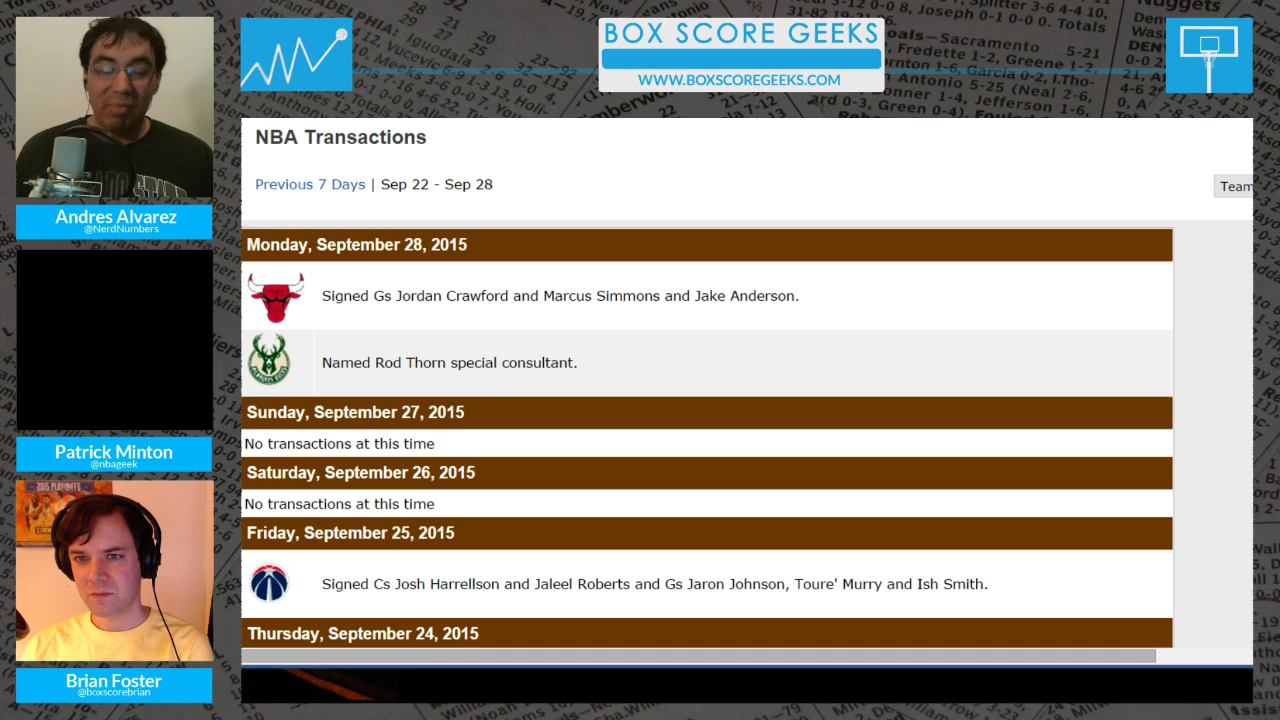 BOX SCORE GEEKS
WWW.BOXSCOREGEEKS.COM
Andres Alvarez
@NerdNumbers
Patrick Minton
@nbageek
2015 PLAYOFFS
Brian Foster
@boxscorebrian
NBA Transactions
Previous 7 Days | Sep 22 - Sep 28
Team
Monday, September 28, 2015
Signed Gs Jordan Crawford and Marcus Simmons and Jake Anderson.
Named Rod Thorn special consultant.
Sunday, September 27, 2015
No transactions at this time
Saturday, September 26, 2015
No transactions at this time
Friday, September 25, 2015
Signed Cs Josh Harrellson and Jaleel Roberts and Gs Jaron Johnson, Toure' Murry and Ish Smith.
Thursday, September 24, 2015